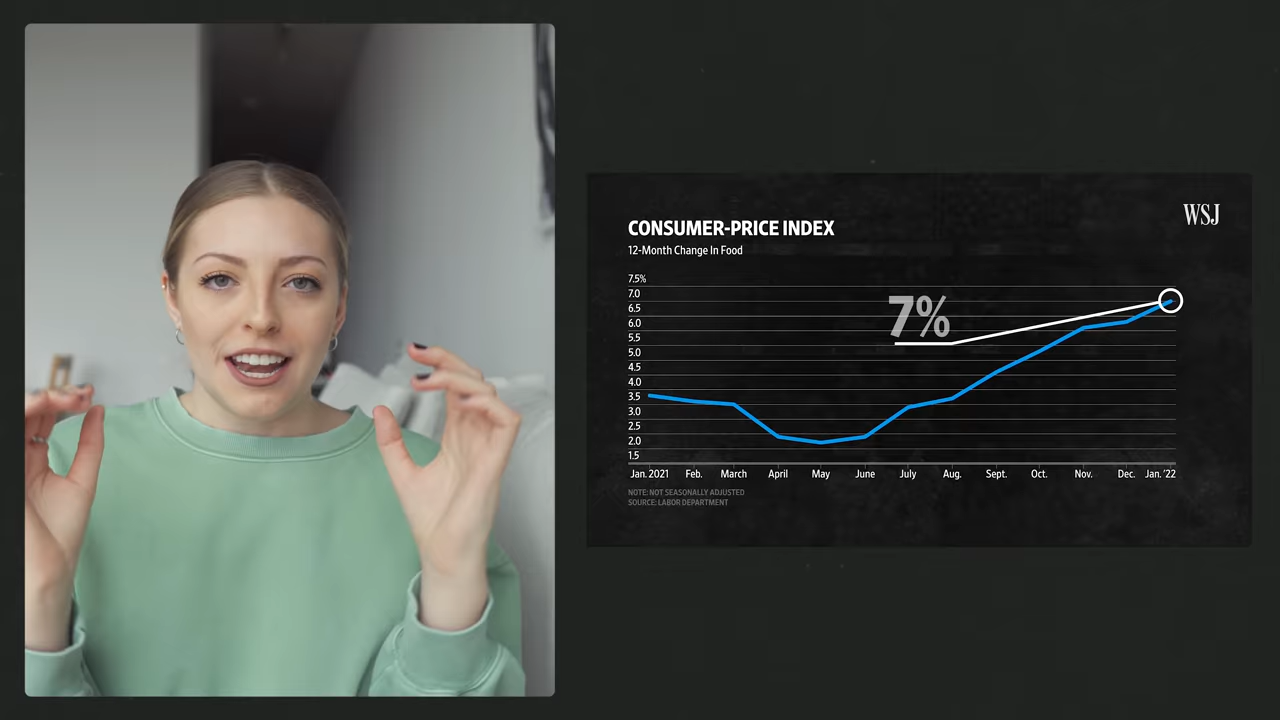 WSJ
CONSUMER-PRICE INDEX
12-Month Change In Food
7.5%
7.0
6.5
6.0
5.5
5.0
4.5
4.0
3.5
3.0
2.5
2.0
1.5
7%
Jan. 2021 Feb. March April May June July Aug. Sept. Oct. Nov. Dec. Jan. '22
NOTE: NOT SEASONALLY ADJUSTED
SOURCE: LABOR DEPARTMENT